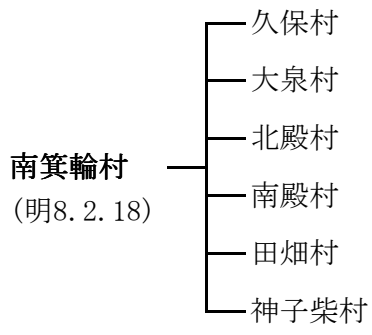 久保村
大泉村
北殿村
南箕輪村
(明8.2.18)
南殿村
田畑村
神子柴村